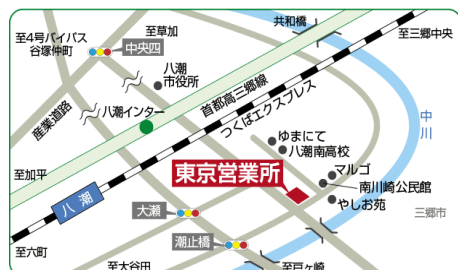 至4号バイパス
谷塚仲町
至草加
中央四
共和橋
至三郷中央
八潮
市役所
首都高三郷線
つくばエクスプレス
産業道路
八潮インター
中川
ゆまにて
八潮南高校
至加平
東京営業所
マルゴ
南川崎公民館
やしお苑
八潮
大瀬
三郷市
潮止橋
至六町
至大谷田
至戸ヶ崎